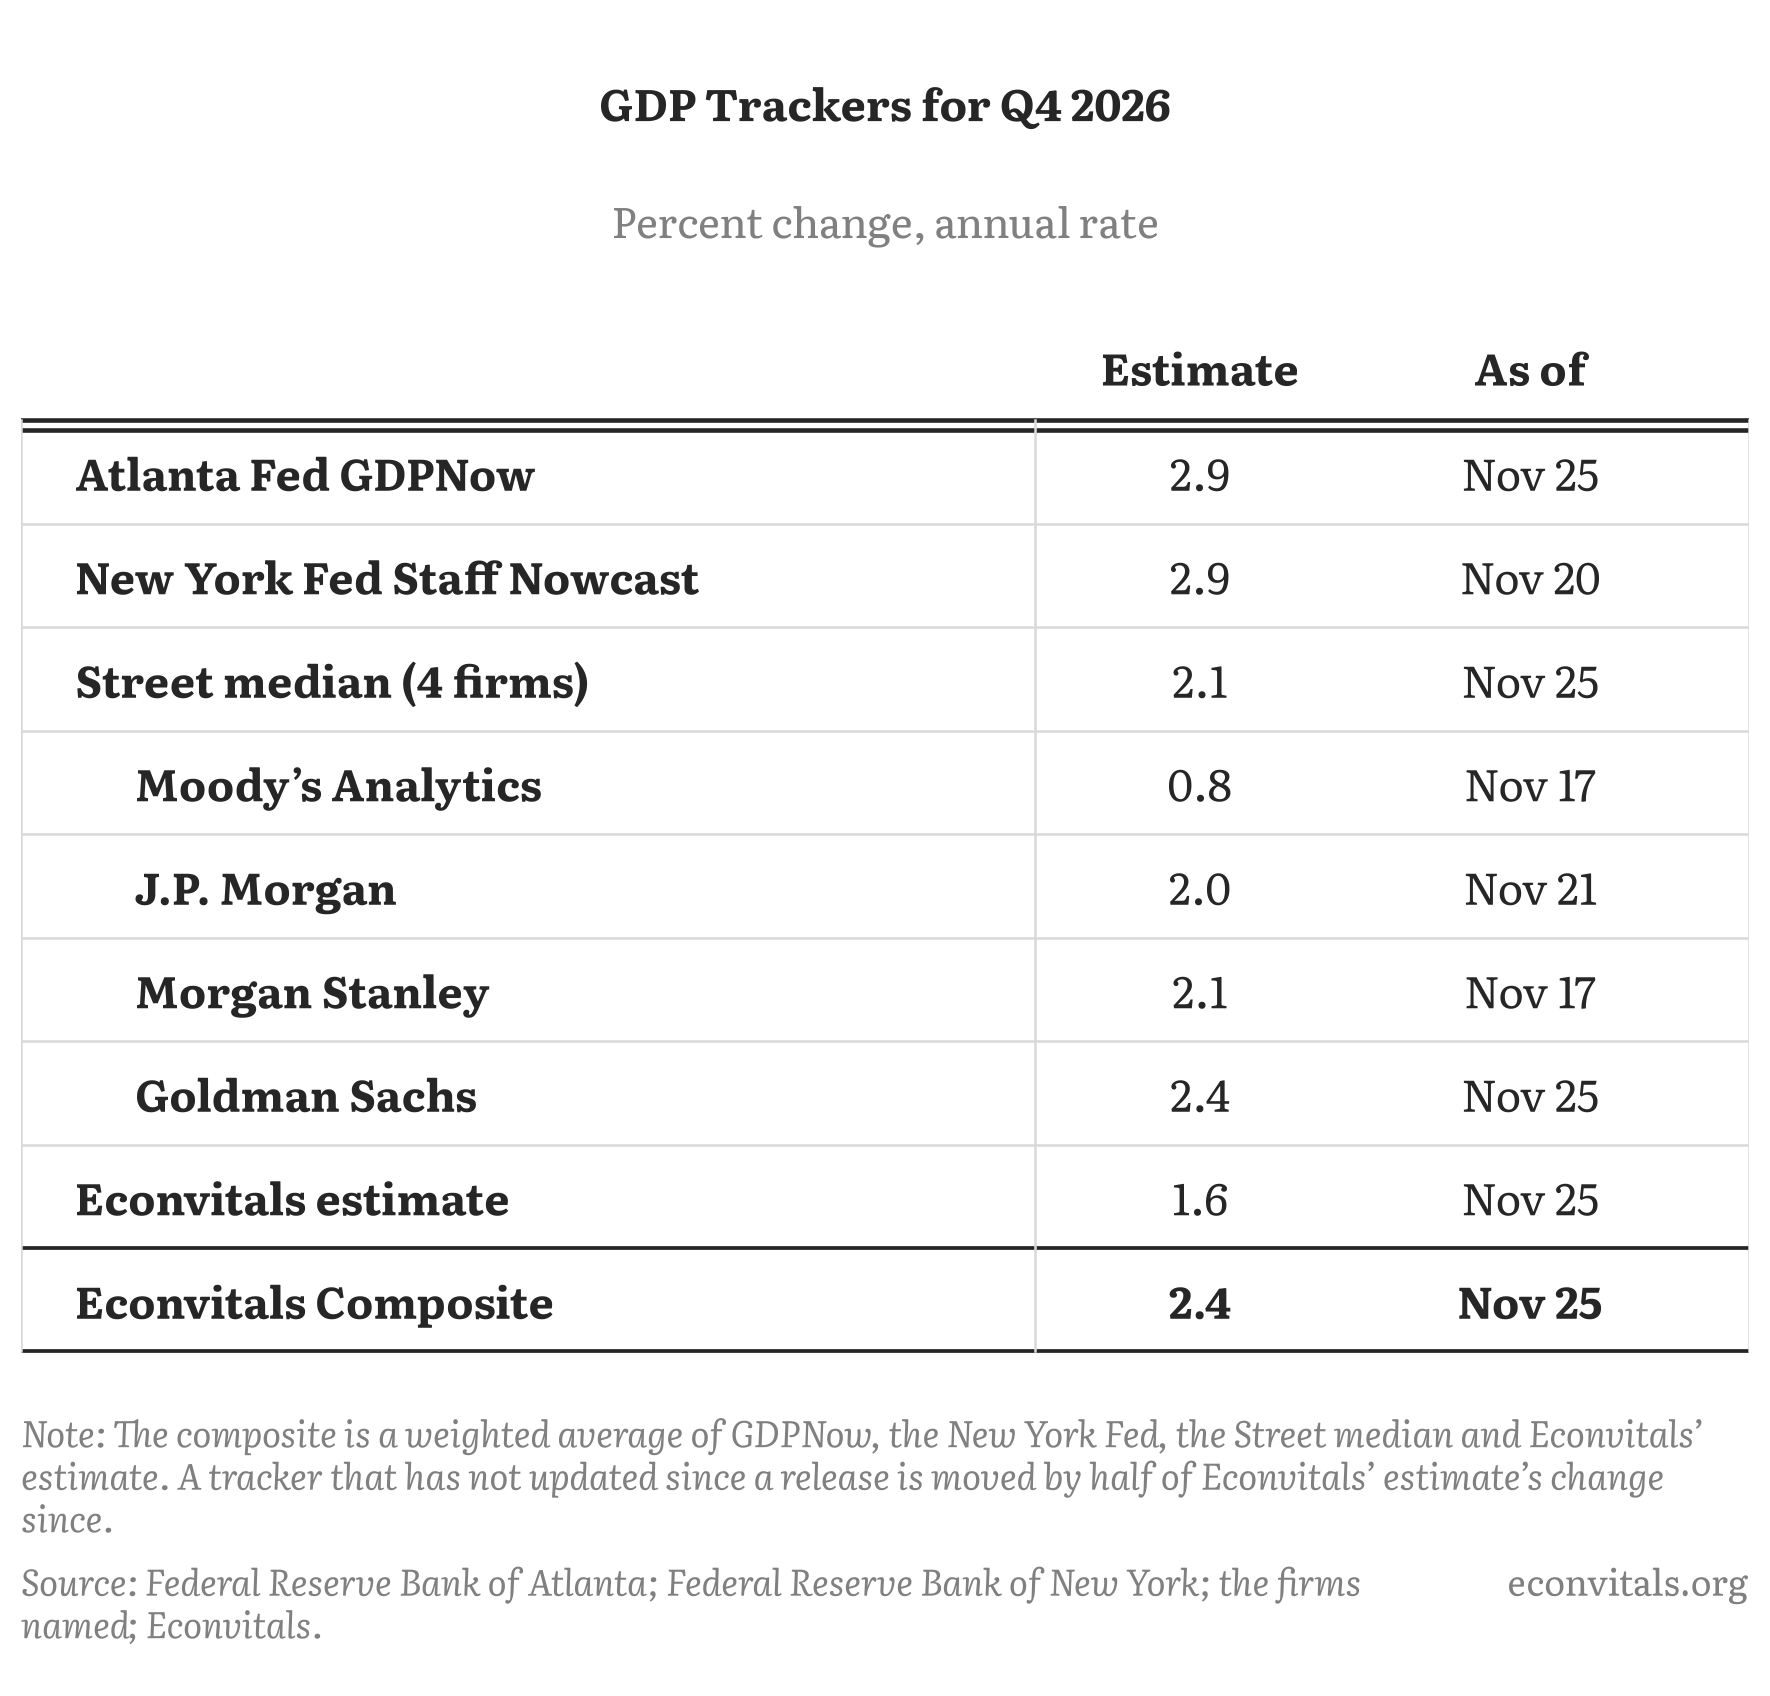 GDP Trackers for Q4 2026
Percent change, annual rate
Estimate As of
Atlanta Fed GDPNow 2.9 Nov 25
New York Fed Staff Nowcast 2.9 Nov 20
Street median (4 firms) 2.1 Nov 25
Moody’s Analytics 0.8 Nov 17
J.P. Morgan 2.0 Nov 21
Morgan Stanley 2.1 Nov 17
Goldman Sachs 2.4 Nov 25
Econvitals estimate 1.6 Nov 25
Econvitals Composite 2.4 Nov 25
Note: The composite is a weighted average of GDPNow, the New York Fed, the Street median and Econvitals’
estimate. A tracker that has not updated since a release is moved by half of Econvitals’ estimate’s change
since.
Source: Federal Reserve Bank of Atlanta; Federal Reserve Bank of New York; the firms
named; Econvitals.
econvitals.org